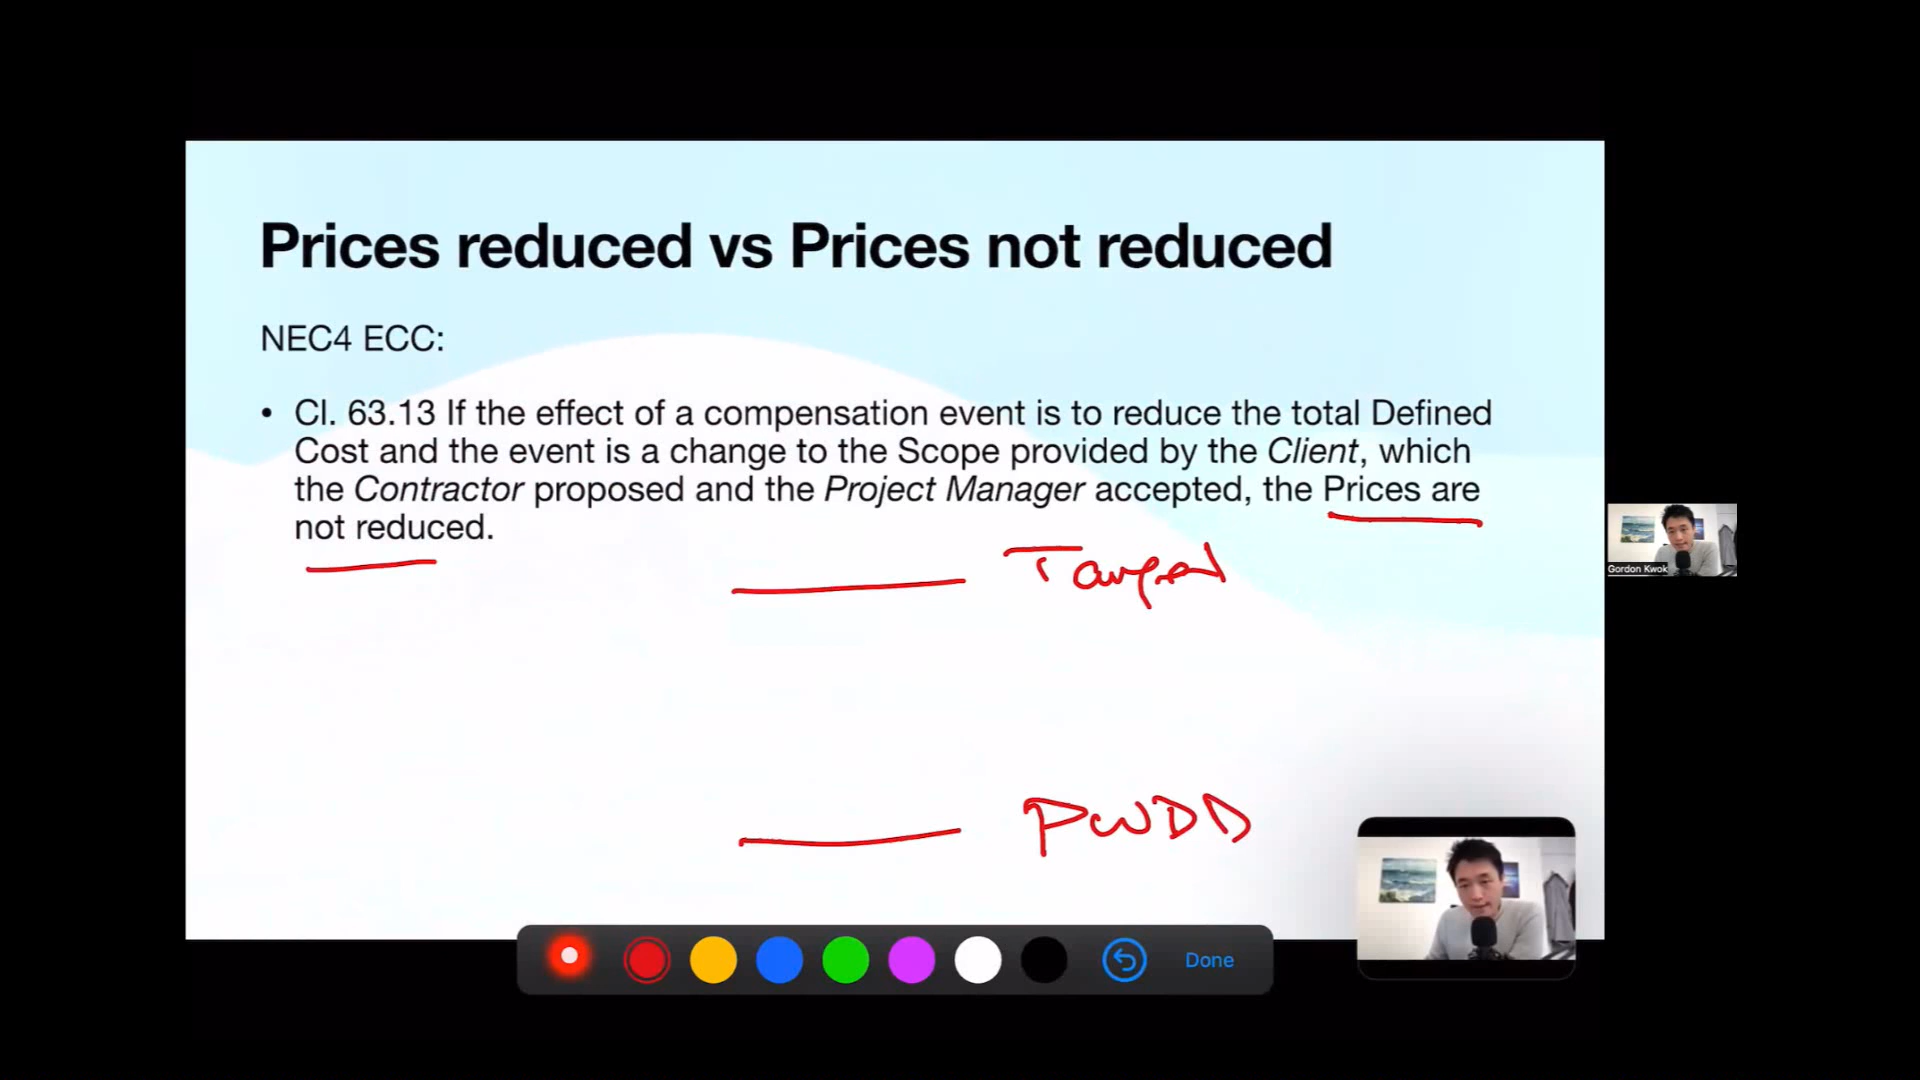 Prices reduced vs Prices not reduced
NEC4 ECC:
• Cl. 63.13 If the effect of a compensation event is to reduce the total Defined
Cost and the event is a change to the Scope provided by the Client, which
the Contractor proposed and the Project Manager accepted, the Prices are
not reduced.
Target
PWDD
Gordon Kwok
Done